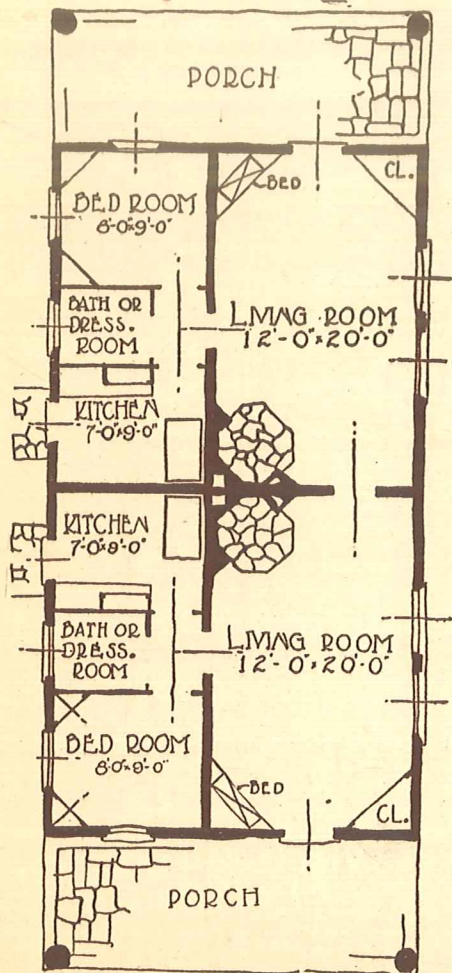 PORCH
BED
CL.
BED ROOM
8'-0"x9'-0"
BATH OR
DRESS.
ROOM
LIVING ROOM
12'-0"x20'-0"
KITCHEN
7'-0"x9'-0"
KITCHEN
7'-0"x9'-0"
BATH OR
DRESS.
ROOM
LIVING ROOM
12'-0"x20'-0"
BED ROOM
8'-0"x9'-0"
BED
CL.
PORCH